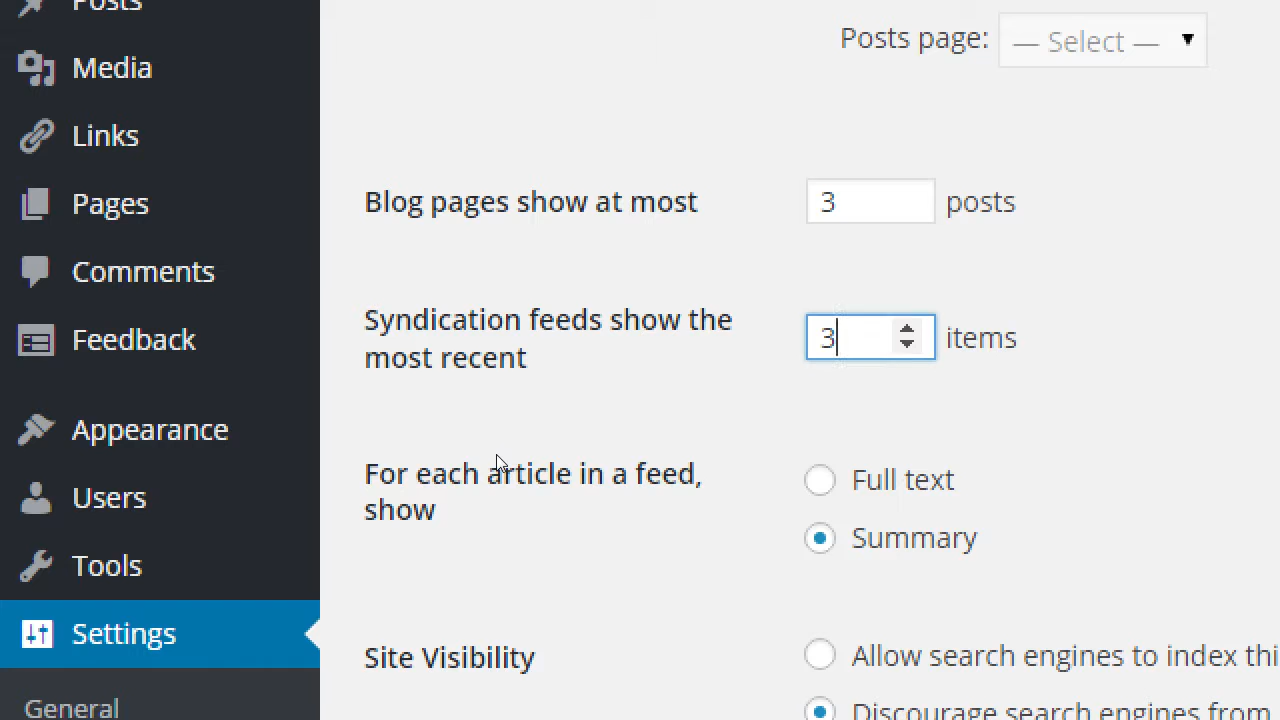 Posts
Media
Links
Pages
Comments
Feedback
Appearance
Users
Tools
Settings
General
Posts page: — Select —
Blog pages show at most 3 posts
Syndication feeds show the
most recent 3 items
For each article in a feed,
show
Full text
Summary
Site Visibility
Allow search engines to index thi
Discourage search engines from